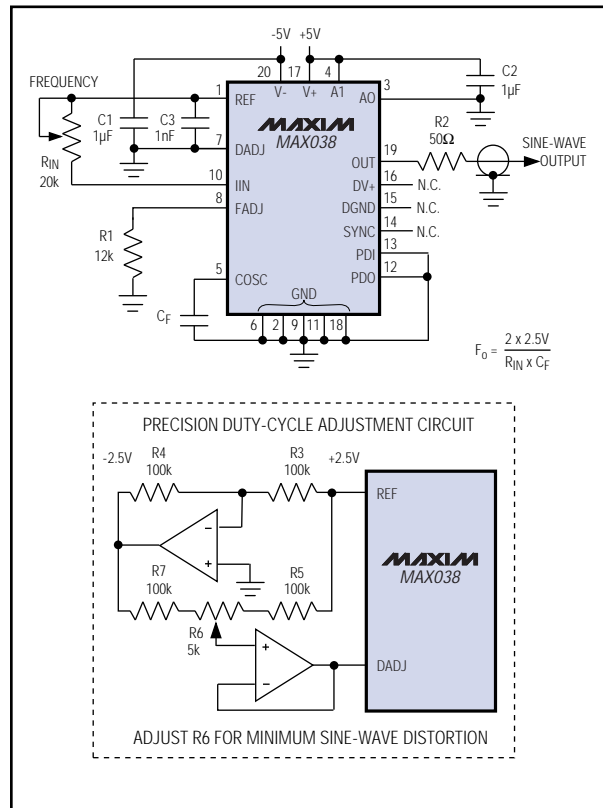 -5V +5V
20 17 4
V- V+ A1
FREQUENCY
RIN
20k
C1
1µF
C3
1nF
1 REF
7 DADJ
10 IIN
8 FADJ
R1
12k
5 COSC
CF
MAXIM
MAX038
3 AO
C2
1µF
OUT 19
R2
50Ω
SINE-WAVE
OUTPUT
DV+ 16 N.C.
DGND 15 N.C.
SYNC 14 N.C.
PDI 13
PDO 12
GND
6 2 9 11 18
Fo = 2 x 2.5V
RIN x CF
PRECISION DUTY-CYCLE ADJUSTMENT CIRCUIT
-2.5V
R4
100k
R3
100k
+2.5V
REF
MAXIM
MAX038
−
+
R7
100k
R5
100k
R6
5k
+
−
DADJ
ADJUST R6 FOR MINIMUM SINE-WAVE DISTORTION